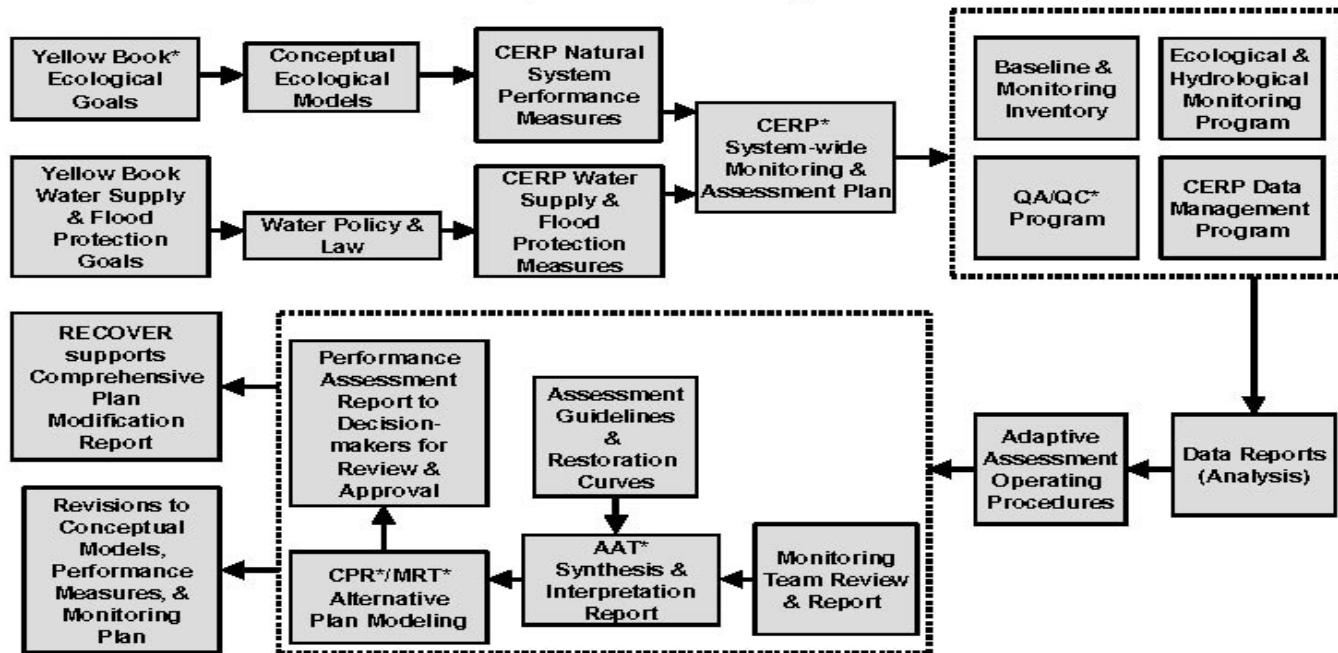 Yellow Book*
Ecological
Goals
Conceptual
Ecological
Models
CERP Natural
System
Performance
Measures
Yellow Book
Water Supply
& Flood
Protection
Goals
Water Policy &
Law
CERP Water
Supply &
Flood
Protection
Measures
CERP*
System-wide
Monitoring &
Assessment Plan
Baseline &
Monitoring
Inventory
Ecological &
Hydrological
Monitoring
Program
QA/QC*
Program
CERP Data
Management
Program
Data Reports
(Analysis)
Adaptive
Assessment
Operating
Procedures
Monitoring
Team Review
& Report
Assessment
Guidelines
&
Restoration
Curves
AAT*
Synthesis &
Interpretation
Report
CPR*/MRT*
Alternative
Plan Modeling
Performance
Assessment
Report to
Decision-
makers for
Review &
Approval
RECOVER
supports
Comprehensive
Plan
Modification
Report
Revisions to
Conceptual
Models,
Performance
Measures, &
Monitoring
Plan